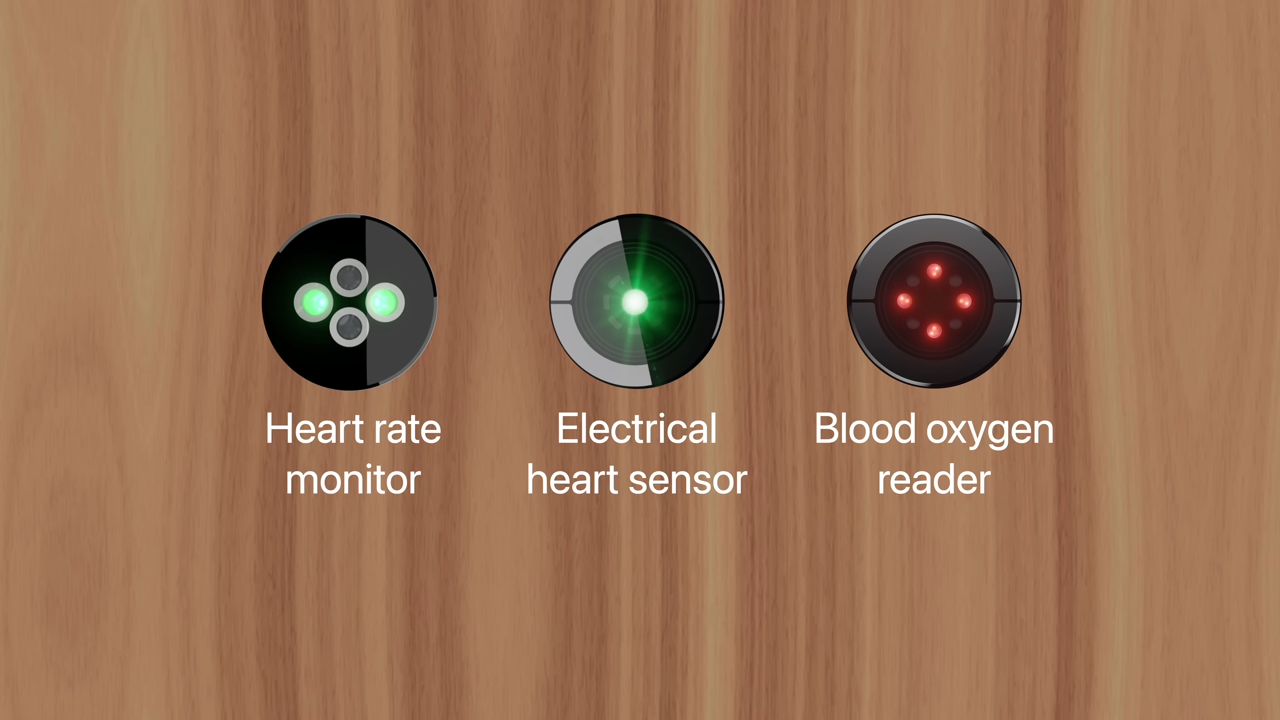 Heart rate
monitor
Electrical
heart sensor
Blood oxygen
reader